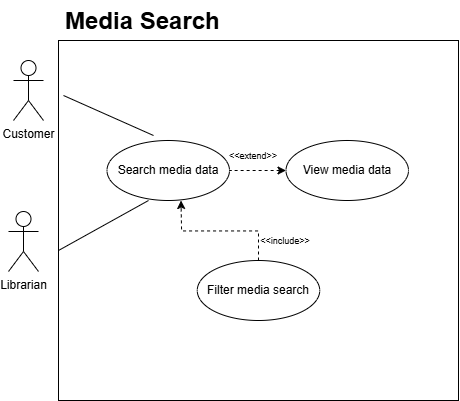 Media Search
Customer
Search media data
<<extend>>
View media data
Librarian
<<include>>
Filter media search